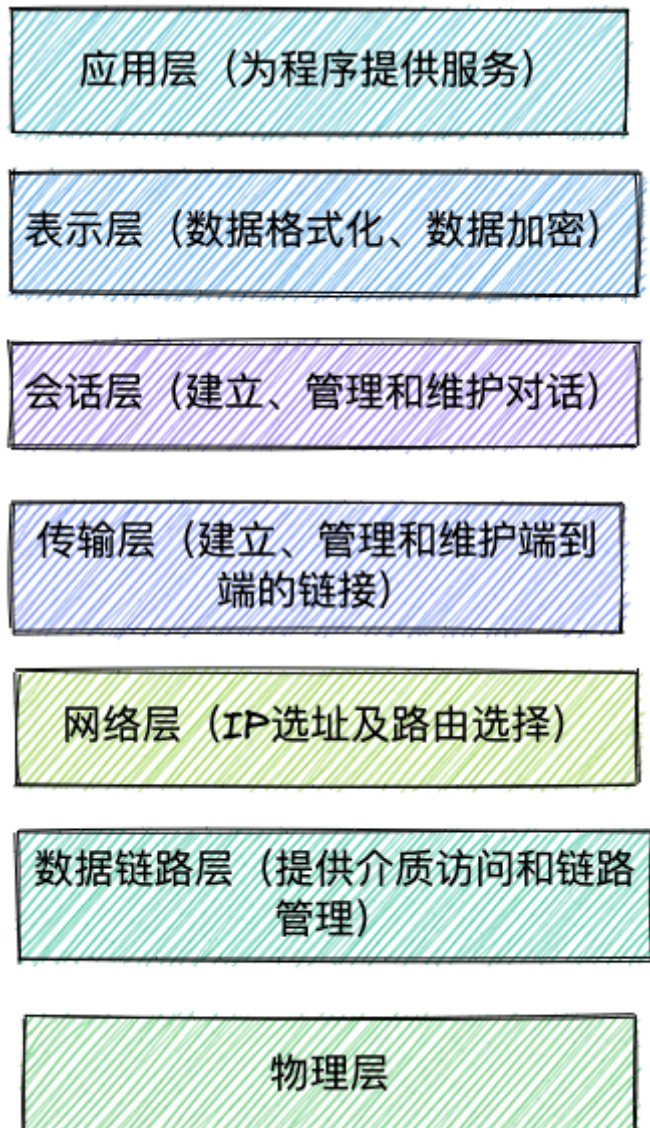 应用层（为程序提供服务）
表示层（数据格式化、数据加密）
会话层（建立、管理和维护对话）
传输层（建立、管理和维护端到
端的链接）
网络层（IP选址及路由选择）
数据链路层（提供介质访问和链路
管理）
物理层